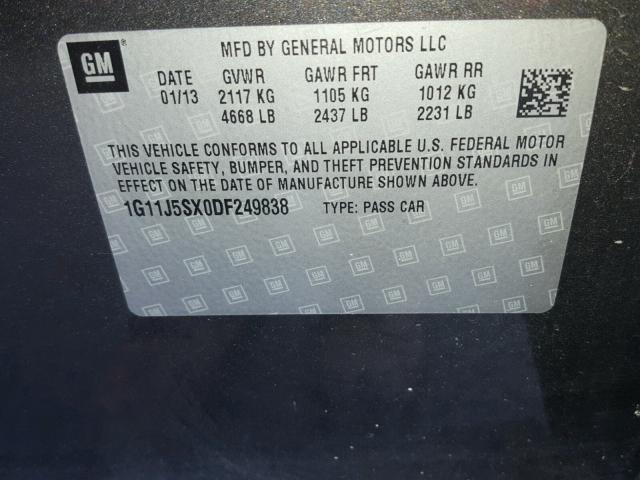 GM
MFD BY GENERAL MOTORS LLC
DATE GVWR GAWR FRT GAWR RR
01/13 2117 KG 1105 KG 1012 KG
4668 LB 2437 LB 2231 LB
THIS VEHICLE CONFORMS TO ALL APPLICABLE U.S. FEDERAL MOTOR
VEHICLE SAFETY, BUMPER, AND THEFT PREVENTION STANDARDS IN
EFFECT ON THE DATE OF MANUFACTURE SHOWN ABOVE.
1G11J5SX0DF249838 TYPE: PASS CAR